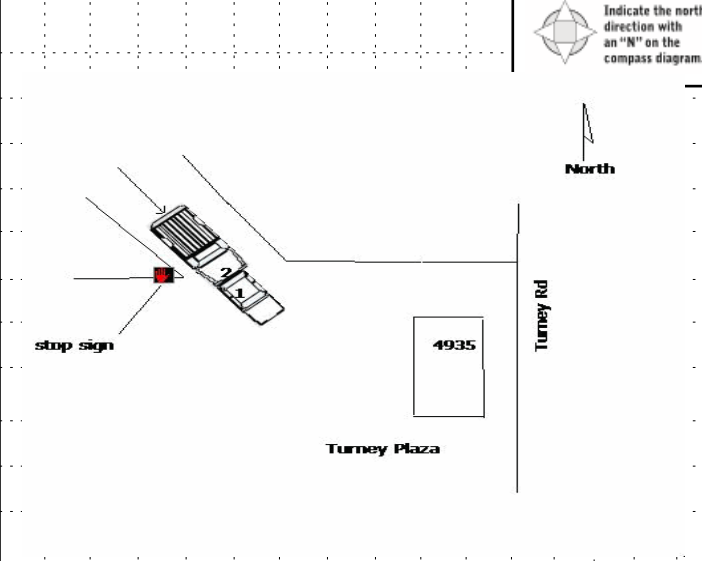 Indicate the north
direction with
an "N" on the
compass diagram.
North
Turney Rd
2
1
stop sign
4935
Turney Plaza